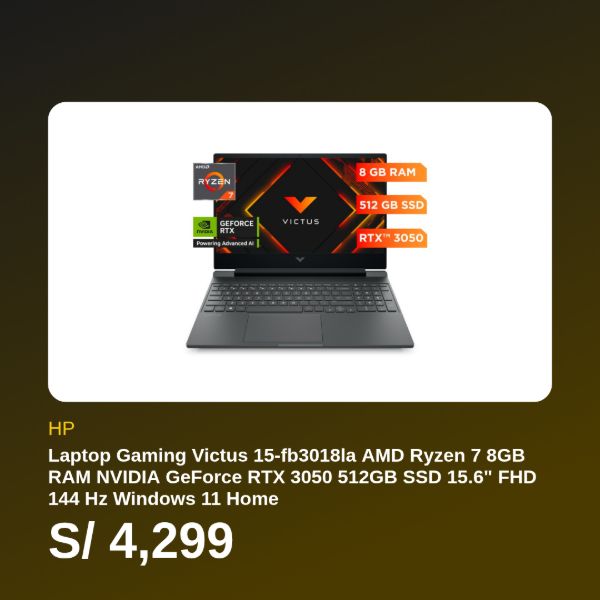 AMD
RYZEN
7
NVIDIA
GEFORCE
RTX
Powering Advanced AI
VICTUS
8 GB RAM
512 GB SSD
RTX™ 3050
HP
Laptop Gaming Victus 15-fb3018la AMD Ryzen 7 8GB
RAM NVIDIA GeForce RTX 3050 512GB SSD 15.6" FHD
144 Hz Windows 11 Home
S/ 4,299